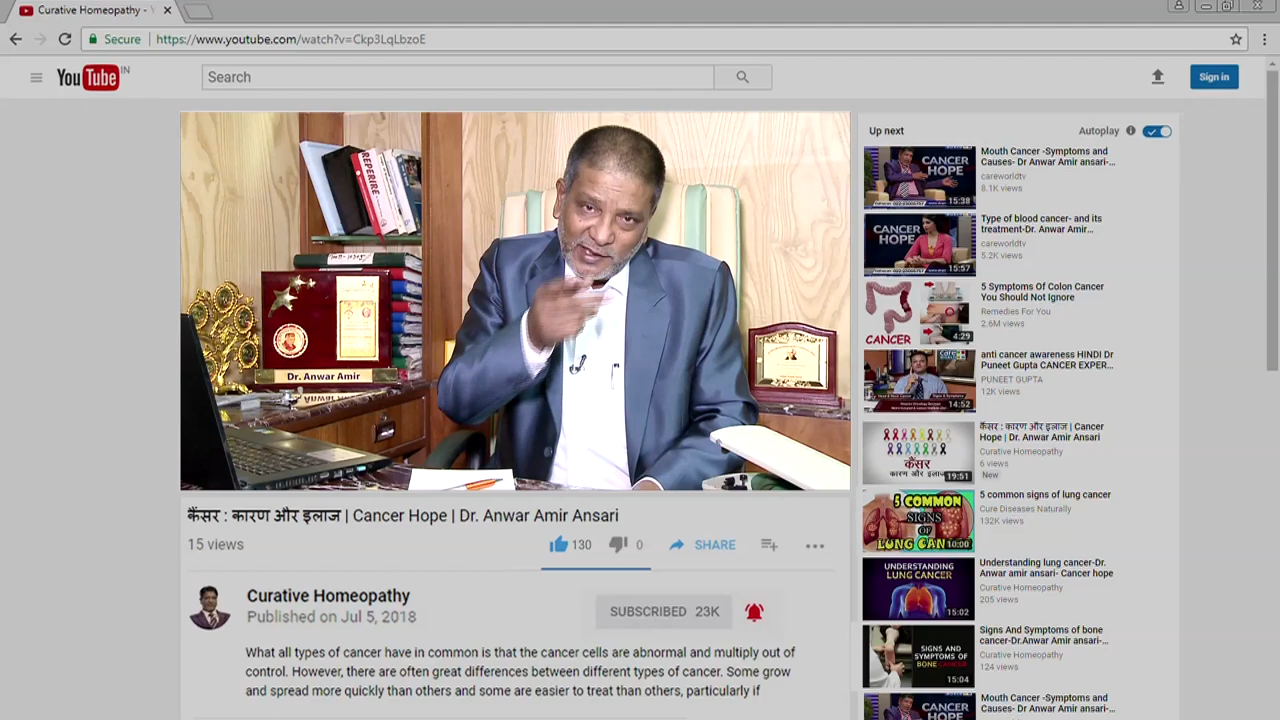 Curative Homeopathy - Y
Secure
https://www.youtube.com/watch?v=Ckp3LqLbzoE
YouTube IN
Search
Sign in
REPERIRE
Dr. Anwar Amir
कैंसर : कारण और इलाज | Cancer Hope | Dr. Anwar Amir Ansari
15 views
130
0
SHARE
Curative Homeopathy
Published on Jul 5, 2018
SUBSCRIBED 23K
What all types have in common is that the cancer cells are abnormal and multiply out of
control. However, there are often great differences between different types of cancer. Some grow
and spread more quickly than others and some are easier to treat than others, particularly if
Up next
Autoplay
CANCER
HOPE
15:38
Mouth Cancer -Symptoms and
Causes- Dr Anwar Amir ansari-...
careworldtv
8.1K views
CANCER
HOPE
15:57
Type of blood cancer- and its
treatment-Dr. Anwar Amir...
careworldtv
5.2K views
CANCER
4:29
5 Symptoms Of Colon Cancer
You Should Not Ignore
Remedies For You
2.6M views
14:52
anti cancer awareness HINDI Dr
Puneet Gupta CANCER EXPER...
PUNEET GUPTA
12K views
कैंसर
कारण और इलाज
19:51
कैंसर : कारण और इलाज | Cancer
Hope | Dr. Anwar Amir Ansari
Curative Homeopathy
6 views
New
5 COMMON
SIGNS
OF
LUNG CAN
10:00
5 common signs of lung cancer
Cure Diseases Naturally
132K views
UNDERSTANDING
LUNG CANCER
15:02
Understanding lung cancer-Dr.
Anwar amir ansari- Cancer hope
Curative Homeopathy
205 views
SIGNS AND
SYMPTOMS OF
BONE CANCER
15:04
Signs And Symptoms of bone
cancer-Dr.Anwar Amir ansari-...
Curative Homeopathy
124 views
CANCER
HOPE
Mouth Cancer -Symptoms and
Causes- Dr Anwar Amir ansari-...